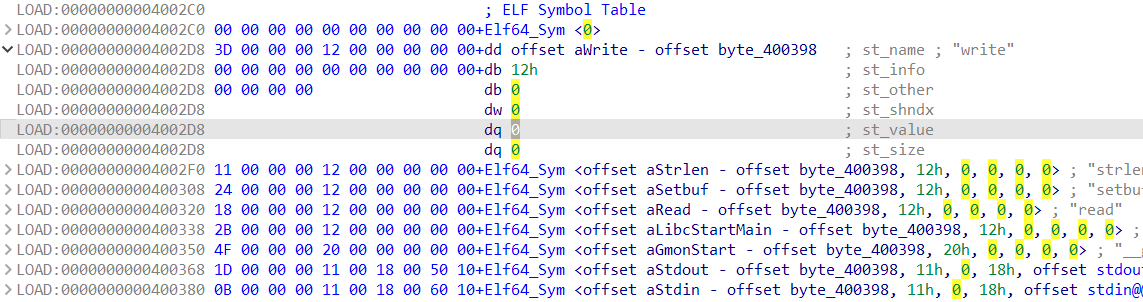 LOAD:00000000004002C0 ; ELF Symbol Table
LOAD:00000000004002C0 00 00 00 00 00 00 00 00 00 00+Elf64_Sym <0>
LOAD:00000000004002D8 3D 00 00 00 12 00 00 00 00 00+dd offset aWrite - offset byte_400398 ; st_name ; "write"
LOAD:00000000004002D8 00 00 00 00 00 00 00 00 00 00+db 12h ; st_info
LOAD:00000000004002D8 00 00 00 00 db 0 ; st_other
LOAD:00000000004002D8 dw 0 ; st_shndx
LOAD:00000000004002D8 dq 0 ; st_value
LOAD:00000000004002D8 dq 0 ; st_size
LOAD:00000000004002F0 11 00 00 00 12 00 00 00 00 00+Elf64_Sym <offset aStrlen - offset byte_400398, 12h, 0, 0, 0, 0> ; "strle
LOAD:0000000000400308 24 00 00 00 12 00 00 00 00 00+Elf64_Sym <offset aSetbuf - offset byte_400398, 12h, 0, 0, 0, 0> ; "setbu
LOAD:0000000000400320 18 00 00 00 12 00 00 00 00 00+Elf64_Sym <offset aRead - offset byte_400398, 12h, 0, 0, 0, 0> ; "read"
LOAD:0000000000400338 2B 00 00 00 12 00 00 00 00 00+Elf64_Sym <offset aLibcStartMain - offset byte_400398, 12h, 0, 0, 0, 0> ;
LOAD:0000000000400350 4F 00 00 00 20 00 00 00 00 00+Elf64_Sym <offset aGmonStart - offset byte_400398, 20h, 0, 0, 0, 0> ; "__
LOAD:0000000000400368 1D 00 00 00 11 00 18 00 50 10+Elf64_Sym <offset aStdout - offset byte_400398, 11h, 0, 18h, offset stdou
LOAD:0000000000400380 0B 00 00 00 11 00 18 00 60 10+Elf64_Sym <offset aStdin - offset byte_400398, 11h, 0, 18h, offset stdin@